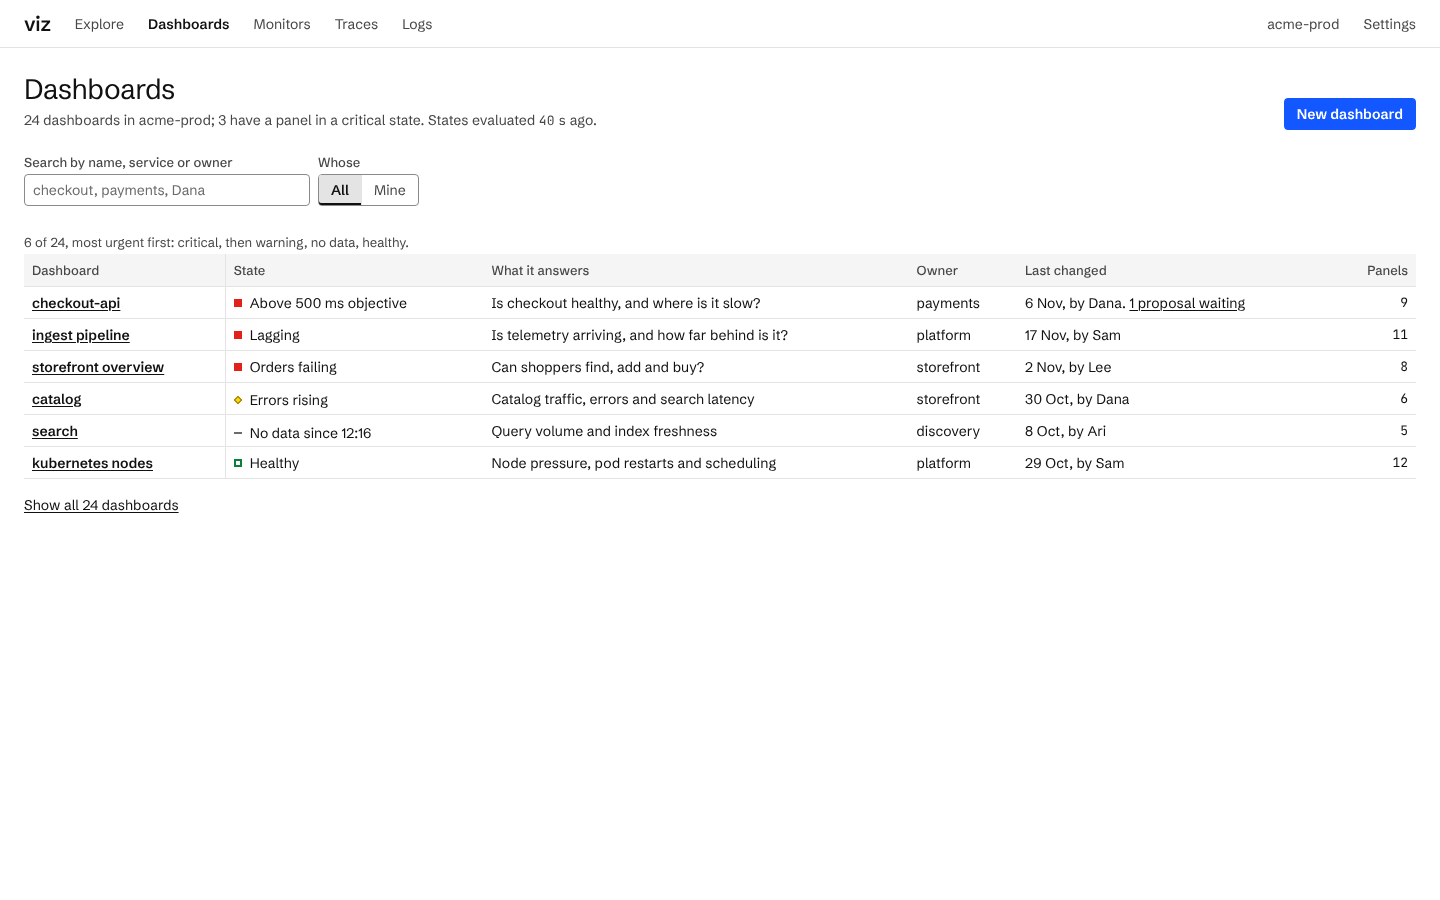 viz Explore Dashboards Monitors Traces Logs acme-prod Settings
Dashboards
24 dashboards in acme-prod; 3 have a panel in a critical state. States evaluated 40 s ago.
New dashboard
Search by name, service or owner Whose
checkout, payments, Dana All Mine
6 of 24, most urgent first: critical, then warning, no data, healthy.
Dashboard State What it answers Owner Last changed Panels
checkout-api Above 500 ms objective Is checkout healthy, and where is it slow? payments 6 Nov, by Dana. 1 proposal waiting 9
ingest pipeline Lagging Is telemetry arriving, and how far behind is it? platform 17 Nov, by Sam 11
storefront overview Orders failing Can shoppers find, add and buy? storefront 2 Nov, by Lee 8
catalog Errors rising Catalog traffic, errors and search latency storefront 30 Oct, by Dana 6
search No data since 12:16 Query volume and index freshness discovery 8 Oct, by Ari 5
kubernetes nodes Healthy Node pressure, pod restarts and scheduling platform 29 Oct, by Sam 12
Show all 24 dashboards